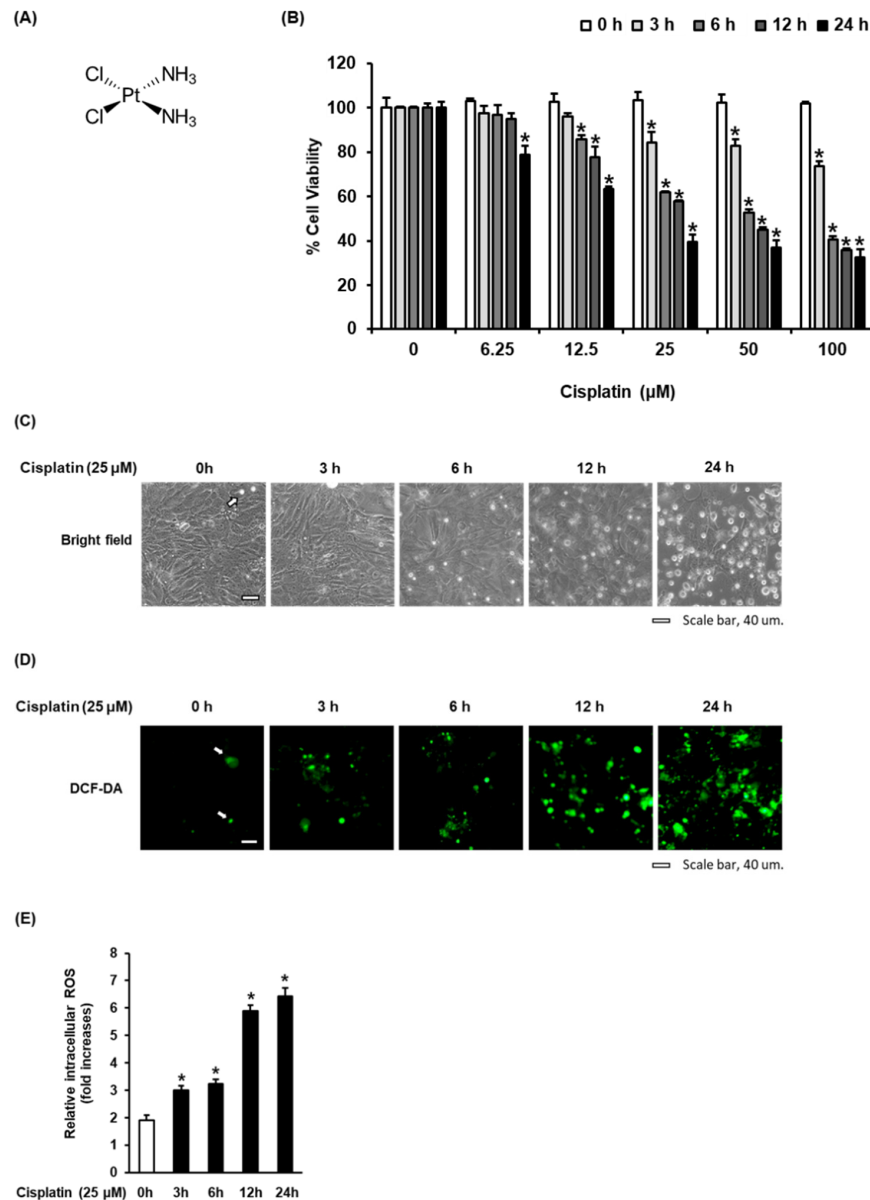 (A)
Cl NH3
Pt
Cl NH3
(B)
0 h 3 h 6 h 12 h 24 h
% Cell Viability
120
100
80
60
40
20
0
* * * * * * * * * * * * * * *
0 6.25 12.5 25 50 100
Cisplatin (µM)
(C)
Cisplatin (25 µM) 0h 3 h 6 h 12 h 24 h
Bright field
Scale bar, 40 um.
(D)
Cisplatin (25 µM) 0 h 3 h 6 h 12 h 24 h
DCF-DA
Scale bar, 40 um.
(E)
Relative intracellular ROS
(fold increases)
8
7
6
5
4
3
2
1
0
* * * *
Cisplatin (25 µM) 0h 3h 6h 12h 24h